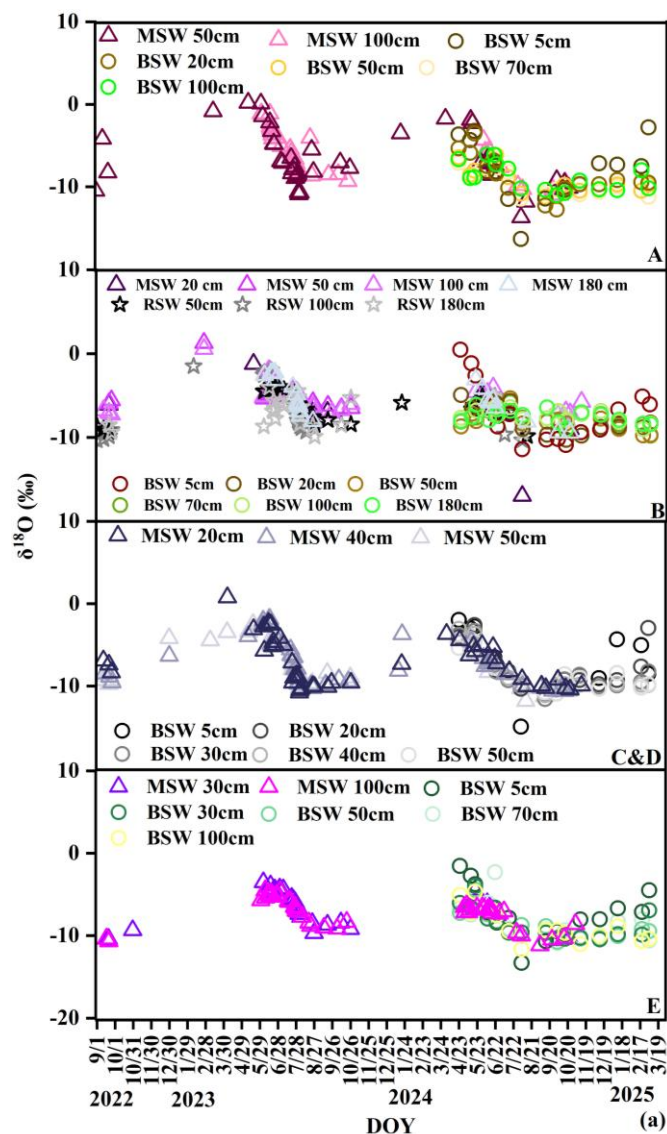 10
MSW 50cm MSW 100cm BSW 5cm
BSW 20cm BSW 50cm BSW 70cm
BSW 100cm
0
-10
A
10
MSW 20 cm MSW 50 cm MSW 100 cm MSW 180 cm
RSW 50cm RSW 100cm RSW 180cm
0
-10
BSW 5cm BSW 20cm BSW 50cm
BSW 70cm BSW 100cm BSW 180cm
B
10
MSW 20cm MSW 40cm MSW 50cm
0
-10
BSW 5cm BSW 20cm
BSW 30cm BSW 40cm BSW 50cm
C&D
10
MSW 30cm MSW 100cm BSW 5cm
BSW 30cm BSW 50cm BSW 70cm
BSW 100cm
0
-10
E
-20
δ18O (‰)
9/1 10/1 10/31 11/30 12/30 1/29 2/28 3/30 4/29 5/29 6/28 7/28 8/27 9/26 10/26 11/25 12/25 1/24 2/23 3/24 4/23 5/23 6/22 7/22 8/21 9/20 10/20 11/19 12/19 1/18 2/17 3/19
2022 2023 2024 2025
DOY
(a)